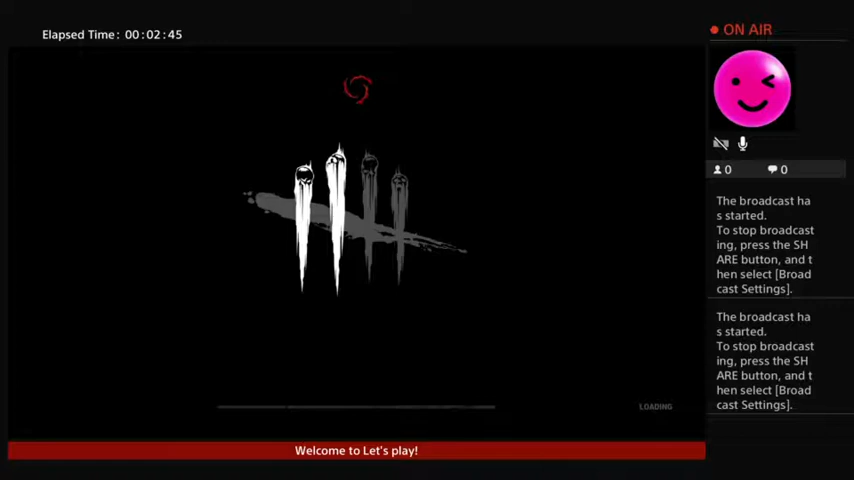 Elapsed Time: 00:02:45
ON AIR
0
0
The broadcast ha
s started.
To stop broadcast
ing, press the SH
ARE button, and t
hen select [Broad
cast Settings].
The broadcast ha
s started.
To stop broadcast
ing, press the SH
ARE button, and t
hen select [Broad
cast Settings].
LOADING
Welcome to Let's play!